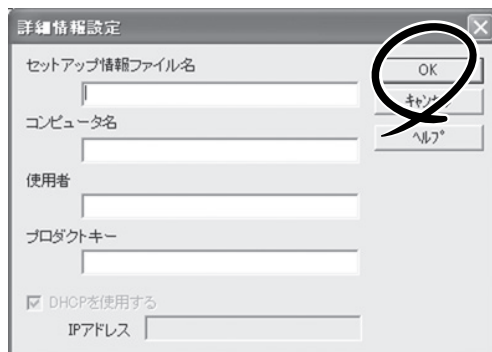 詳細情報設定
セットアップ情報ファイル名
OK
キャンセル
コンピュータ名
ヘルプ
使用者
プロダクトキー
DHCPを使用する
IPアドレス